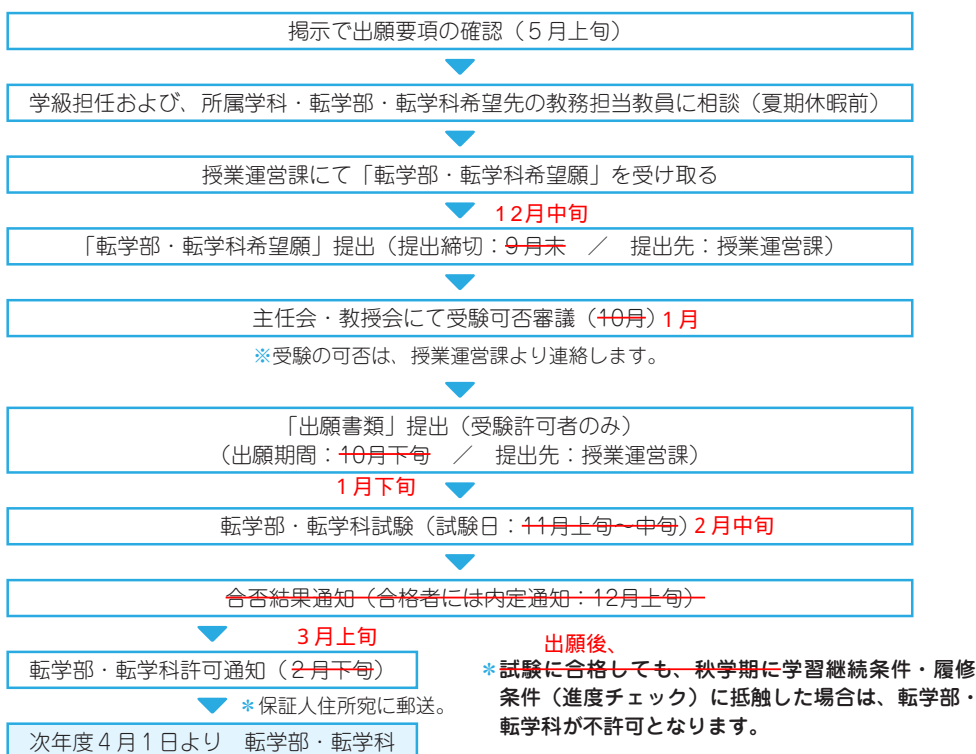 掲示で出願要項の確認（５月上旬）
学級担任および、所属学科・転学部・転学科希望先の教務担当教員に相談（夏期休暇前）
授業運営課にて「転学部・転学科希望願」を受け取る
12月中旬
「転学部・転学科希望願」提出（提出締切：９月末　／　提出先：授業運営課）
主任会・教授会にて受験可否審議（10月）１月
※受験の可否は、授業運営課より連絡します。
「出願書類」提出（受験許可者のみ）
（出願期間：10月下旬　／　提出先：授業運営課）
１月下旬
転学部・転学科試験（試験日：11月上旬～中旬）２月中旬
合否結果通知（合格者には内定通知：12月上旬）
３月上旬
転学部・転学科許可通知（２月下旬）
＊保証人住所宛に郵送。
次年度４月１日より　転学部・転学科
出願後、
＊試験に合格しても、秋学期に学習継続条件・履修
条件（進度チェック）に抵触した場合は、転学部・
転学科が不許可となります。